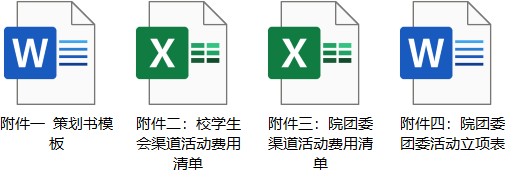 W
X
X
W
附件一 策划书模
板
附件二：校学生
会渠道活动费用
清单
附件三：院团委
渠道活动费用清
单
附件四：院团委
团委活动立项表